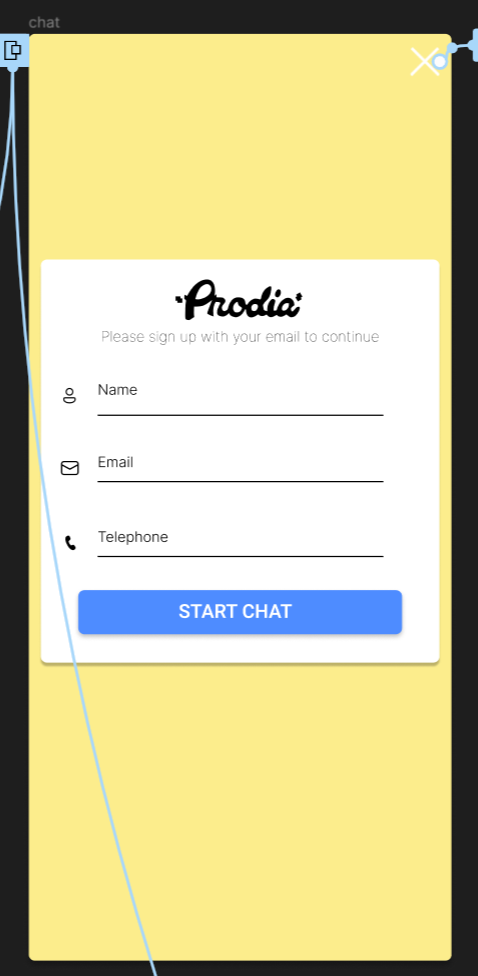 chat
Prodia
Please sign up with your email to continue
Name
Email
Telephone
START CHAT